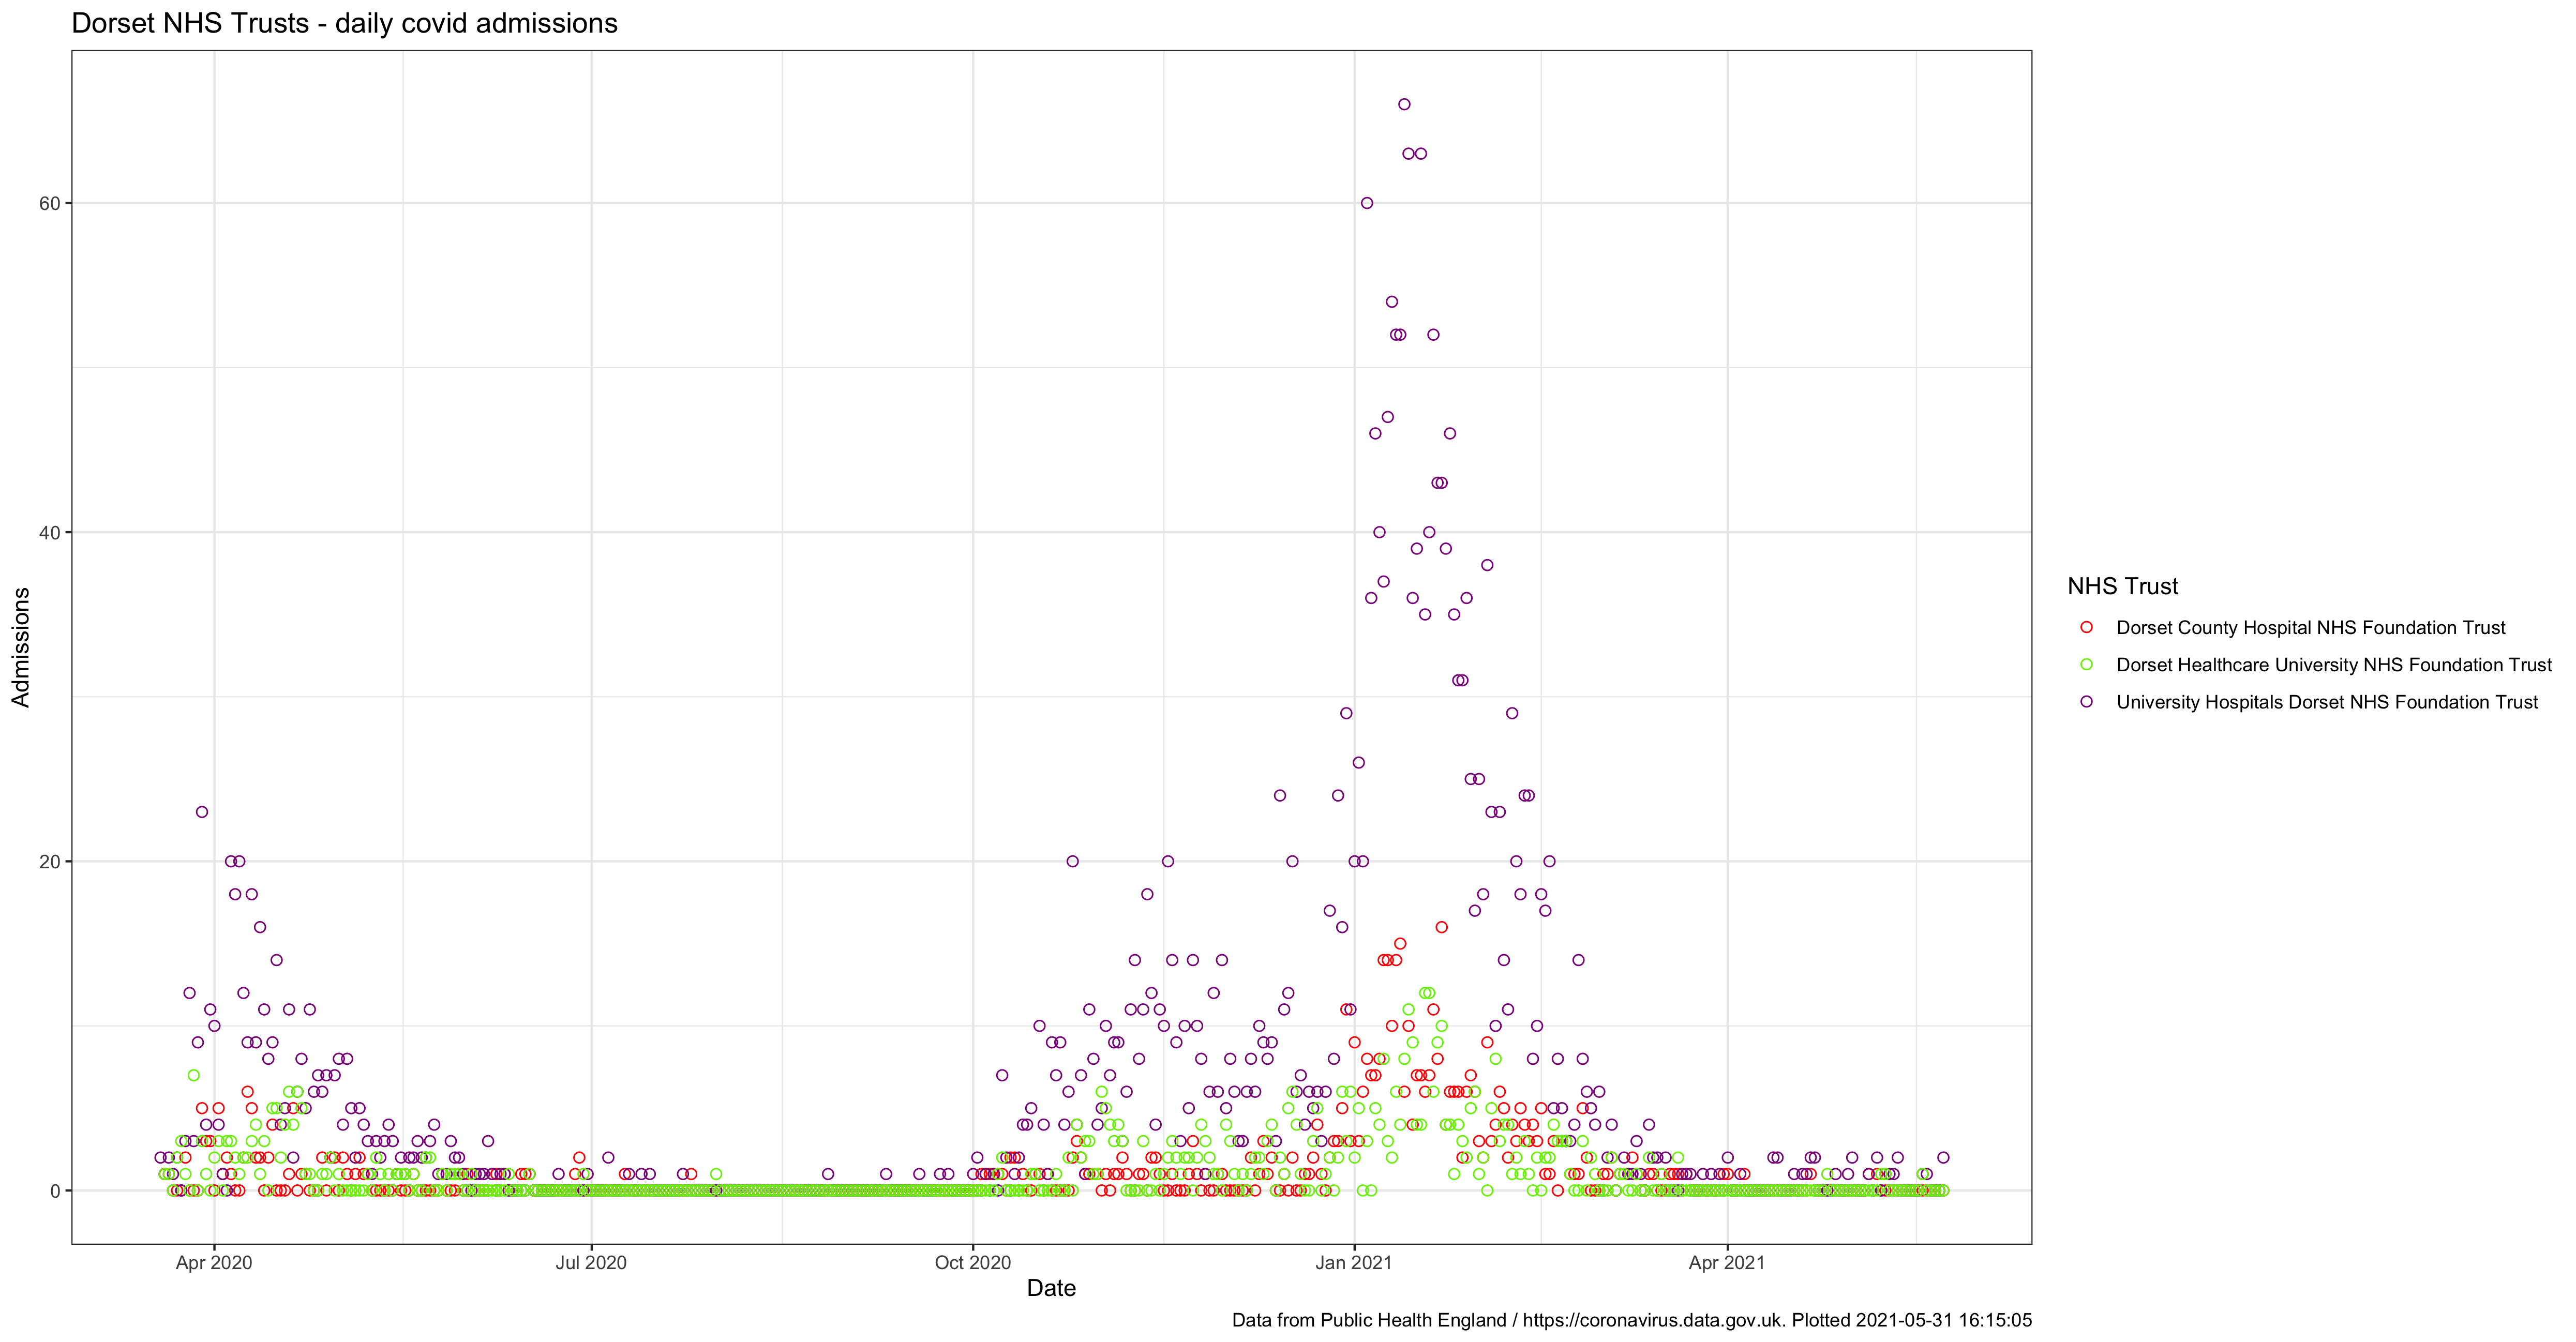 Dorset NHS Trusts - daily covid admissions
60
40
20
0
Admissions
Apr 2020
Jul 2020
Oct 2020
Jan 2021
Apr 2021
Date
NHS Trust
Dorset County Hospital NHS Foundation Trust
Dorset Healthcare University NHS Foundation Trust
University Hospitals Dorset NHS Foundation Trust
Data from Public Health England / https://coronavirus.data.gov.uk. Plotted 2021-05-31 16:15:05